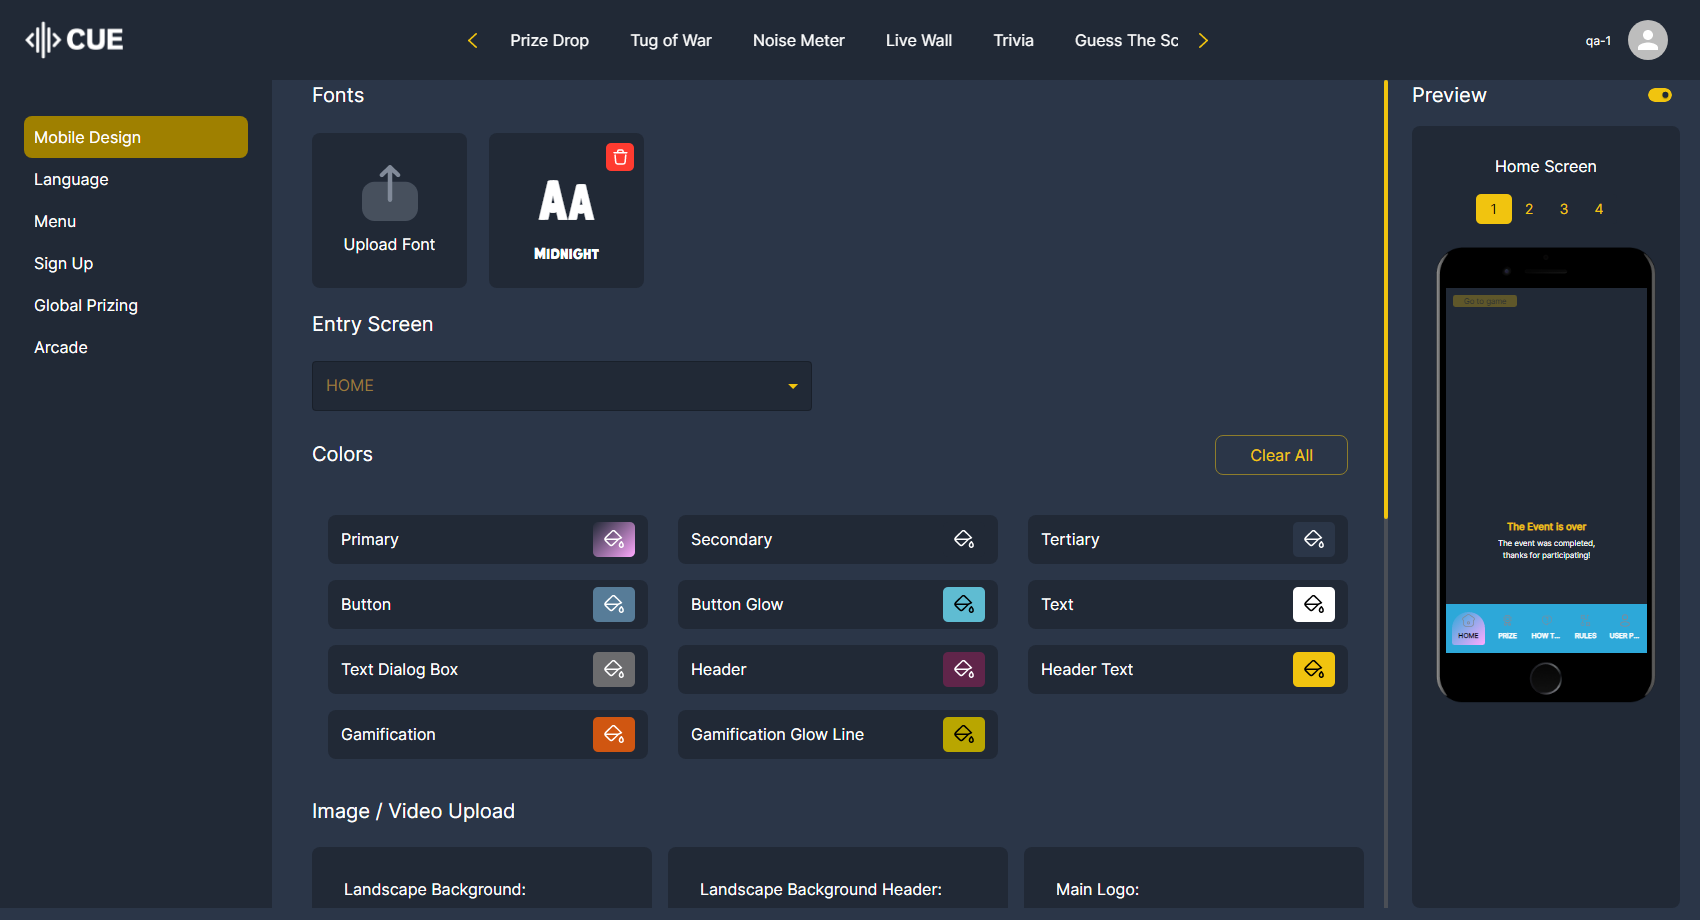 CUE
Prize Drop
Tug of War
Noise Meter
Live Wall
Trivia
Guess The Sc
qa-1
Mobile Design
Language
Menu
Sign Up
Global Prizing
Arcade
Fonts
Upload Font
AA
MIDNIGHT
Entry Screen
HOME
Colors
Clear All
Primary
Secondary
Tertiary
Button
Button Glow
Text
Text Dialog Box
Header
Header Text
Gamification
Gamification Glow Line
Image / Video Upload
Landscape Background:
Landscape Background Header:
Main Logo:
Preview
Home Screen
1 2 3 4
Go to game
The Event is over
The event was completed,
thanks for participating!
HOME PRIZE HOW T... RULES USER P...